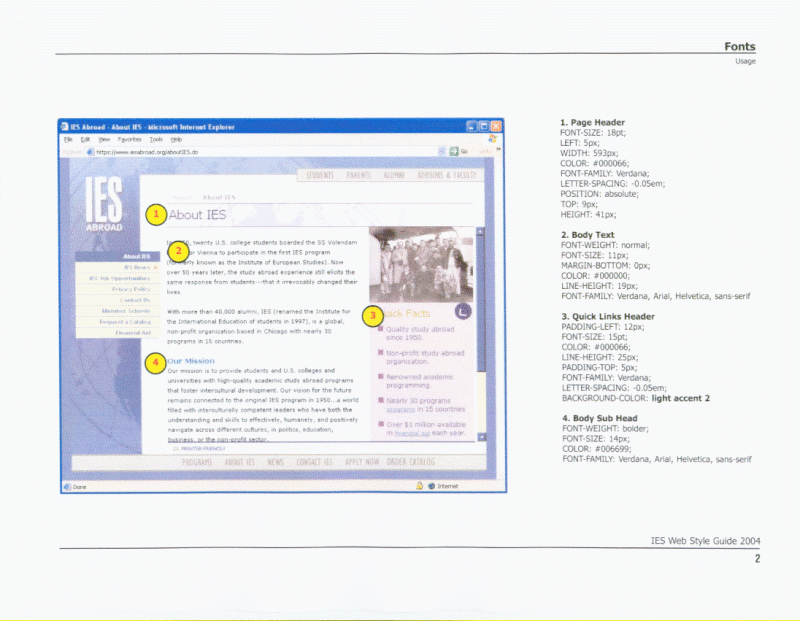 Fonts
Usage
IES Abroad - About IES - Microsoft Internet Explorer
File Edit View Favorites Tools Help
https://www.iesabroad.org/aboutIES.do
Go
STUDENTS PARENTS ALUMNI ADVISORS & FACULTY
IES
ABROAD
About IES
1
About IES
About IES
IES News
IES Job Opportunities
Privacy Policy
Contact Us
Member Schools
Request a Catalog
Financial Aid
2
twenty U.S. college students boarded the SS Volendam
for Vienna to participate in the first IES program
(formerly known as the Institute of European Studies). Now
over 50 years later, the study abroad experience still elicits the
same response from students---that it irrevocably changed their
lives.
With more than 40,000 alumni, IES (renamed the Institute for
the International Education of students in 1997), is a global,
non-profit organization based in Chicago with nearly 30
programs in 15 countries.
4
Our Mission
Our mission is to provide students and U.S. colleges and
universities with high-quality academic study abroad programs
that foster intercultural development. Our vision for the future
remains connected to the original IES program in 1950...a world
filled with interculturally competent leaders who have both the
understanding and skills to effectively, humanely, and positively
navigate across different cultures, in politics, education,
business, or the non-profit sector.
PRINTER-FRIENDLY
3
uick Facts
Quality study abroad
since 1950.
Non-profit study abroad
organization.
Renowned academic
programming
Nearly 30 programs
programs in 15 countries
Over $1 million available
in financial aid each year.
PROGRAMS ABOUT IES NEWS CONTACT IES APPLY NOW ORDER CATALOG
Done
Internet
1. Page Header
FONT-SIZE: 18pt;
LEFT: 5px;
WIDTH: 593px;
COLOR: #000066;
FONT-FAMILY: Verdana;
LETTER-SPACING: -0.05em;
POSITION: absolute;
TOP: 9px;
HEIGHT: 41px;
2. Body Text
FONT-WEIGHT: normal;
FONT-SIZE: 11px;
MARGIN-BOTTOM: 0px;
COLOR: #000000;
LINE-HEIGHT: 19px;
FONT-FAMILY: Verdana, Arial, Helvetica, sans-serif
3. Quick Links Header
PADDING-LEFT: 12px;
FONT-SIZE: 15pt;
COLOR: #000066;
LINE-HEIGHT: 25px;
PADDING-TOP: 5px;
FONT-FAMILY: Verdana;
LETTER-SPACING: -0.05em;
BACKGROUND-COLOR: light accent 2
4. Body Sub Head
FONT-WEIGHT: bolder;
FONT-SIZE: 14px;
COLOR: #006699;
FONT-FAMILY: Verdana, Arial, Helvetica, sans-serif
IES Web Style Guide 2004
2